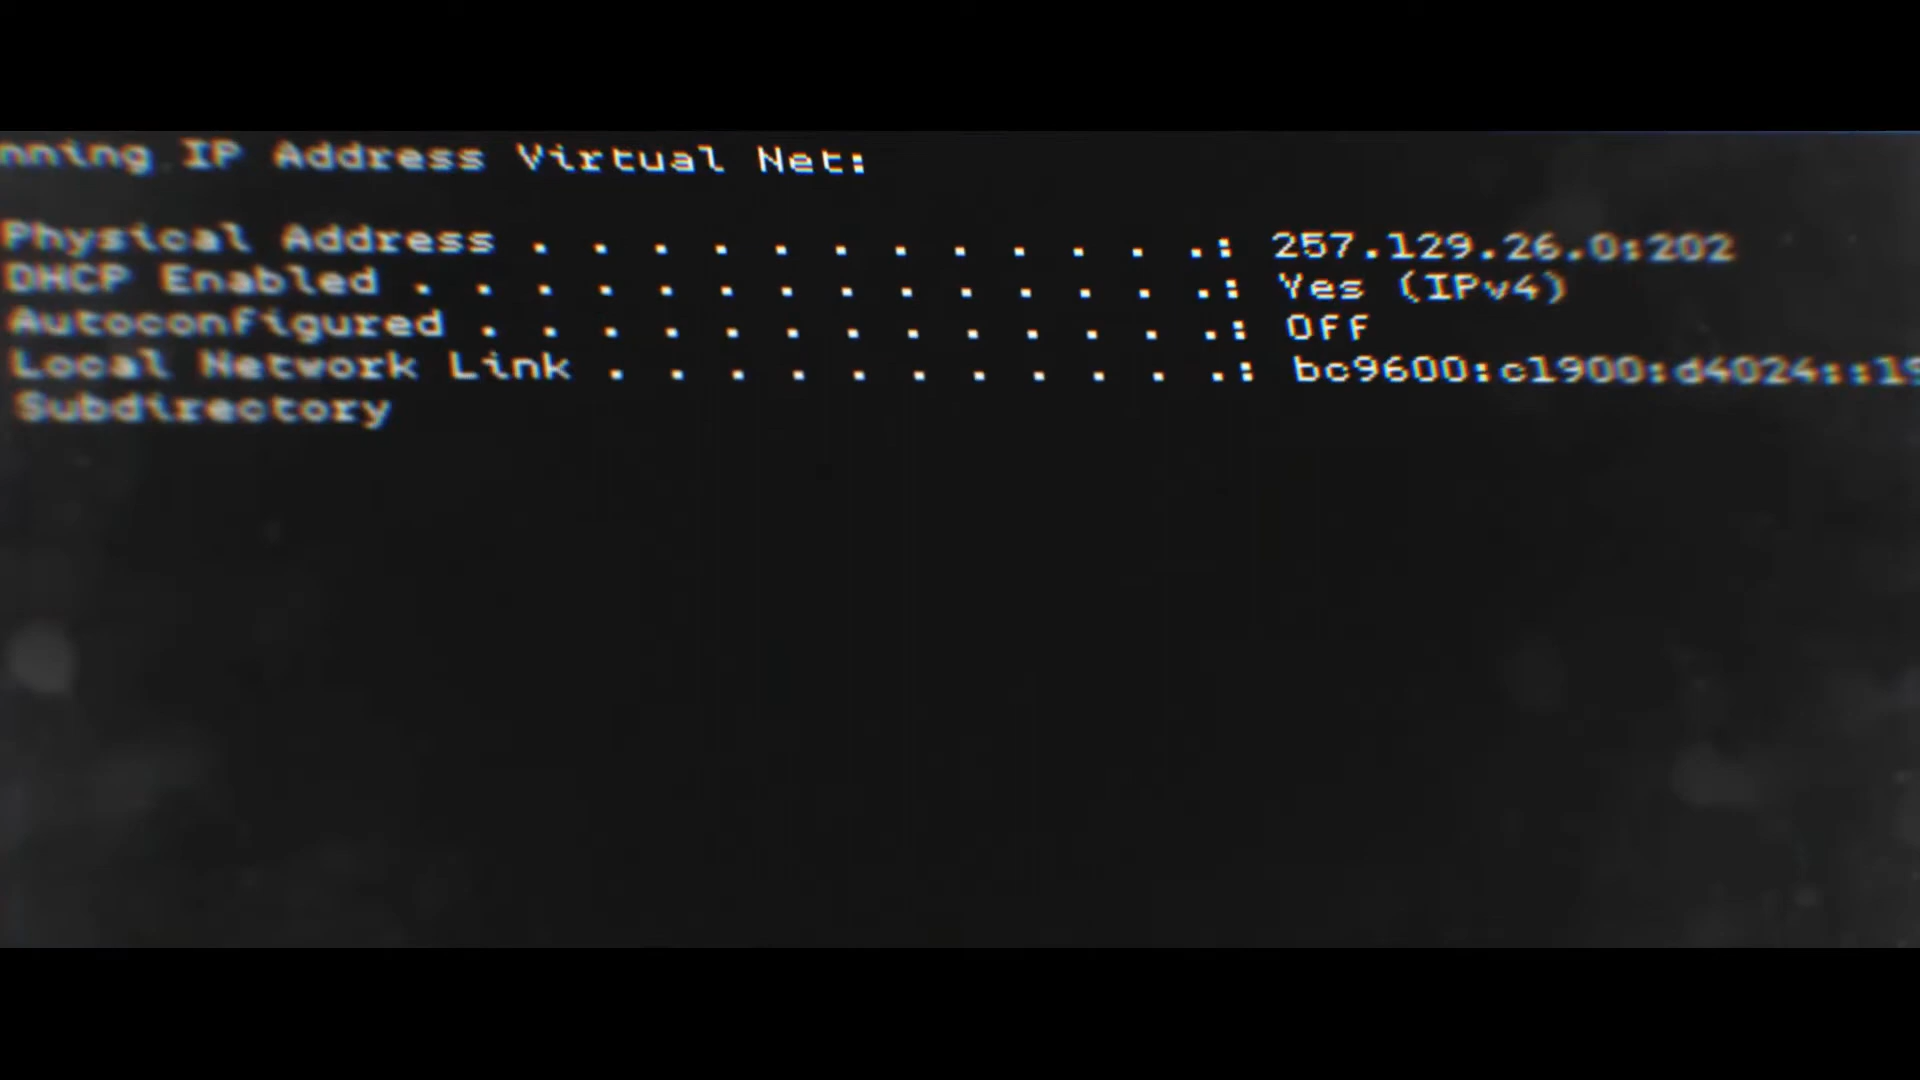 nning IP Address Virtual Net:
Physical Address . . . . . . . . . . . .: 257.129.26.0:202
DHCP Enabled . . . . . . . . . . . . . .: Yes (IPv4)
Autoconfigured . . . . . . . . . . . . .: Off
Local Network Link . . . . . . . . . . .: bc9600:c1900:d4024::19
Subdirectory